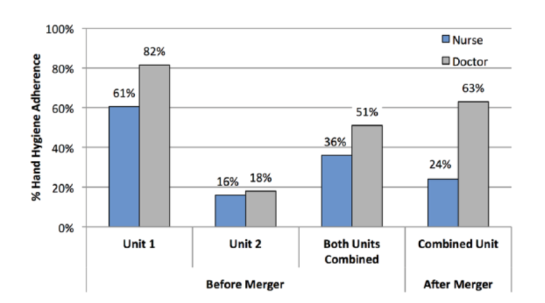 100%
80%
60%
40%
20%
0%
% Hand Hygiene Adherence
Nurse
Doctor
61%
82%
16%
18%
36%
51%
24%
63%
Unit 1
Unit 2
Both Units
Combined
Combined Unit
Before Merger
After Merger